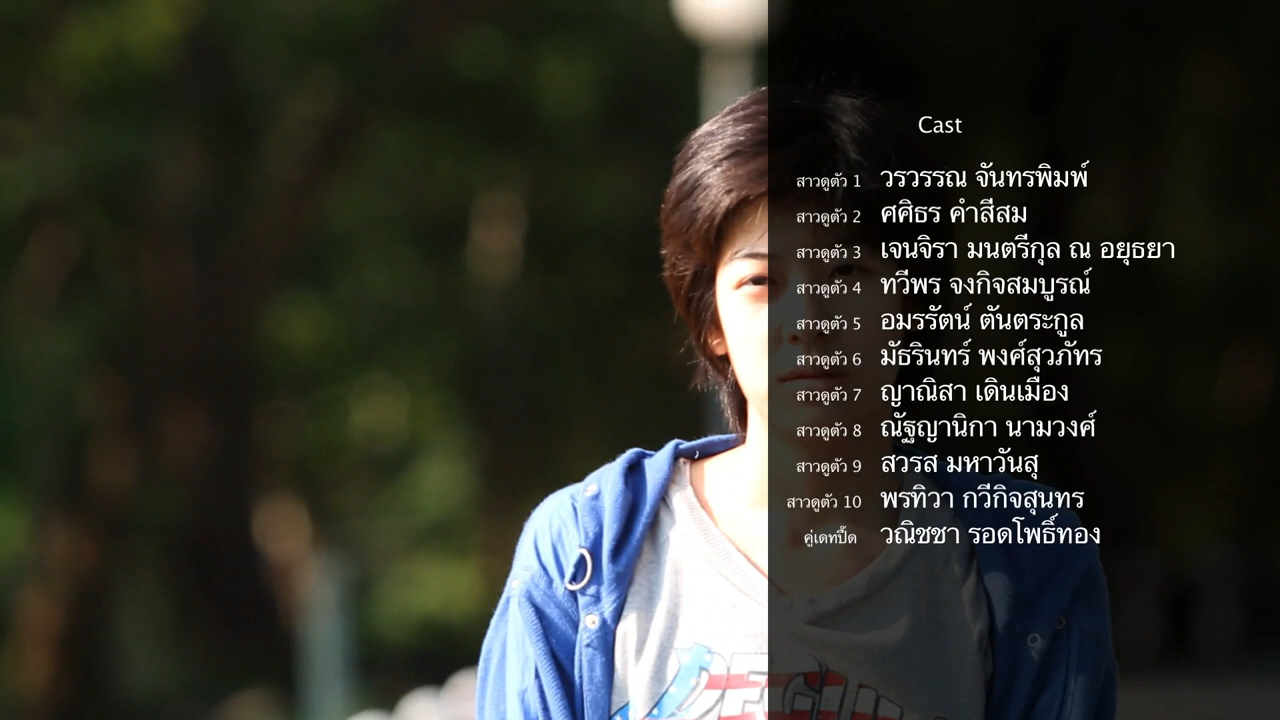 Cast
สาวดูตัว 1 วรวรรณ จันทรพิมพ์
สาวดูตัว 2 ศศิธร คำสีสม
สาวดูตัว 3 เจนจิรา มนตรีกุล ณ อยุธยา
สาวดูตัว 4 ทวีพร จงกิจสมบูรณ์
สาวดูตัว 5 อมรรัตน์ ตันตระกูล
สาวดูตัว 6 มัธรินทร์ พงศ์สุวภัทร
สาวดูตัว 7 ญาณิสา เดินเมือง
สาวดูตัว 8 ณัฐญานิกา นามวงศ์
สาวดูตัว 9 สวรส มหาวันสุ
สาวดูตัว 10 พรทิวา กวีกิจสุนทร
คู่เดทปี๊ด วณิชชา รอดโพธิ์ทอง